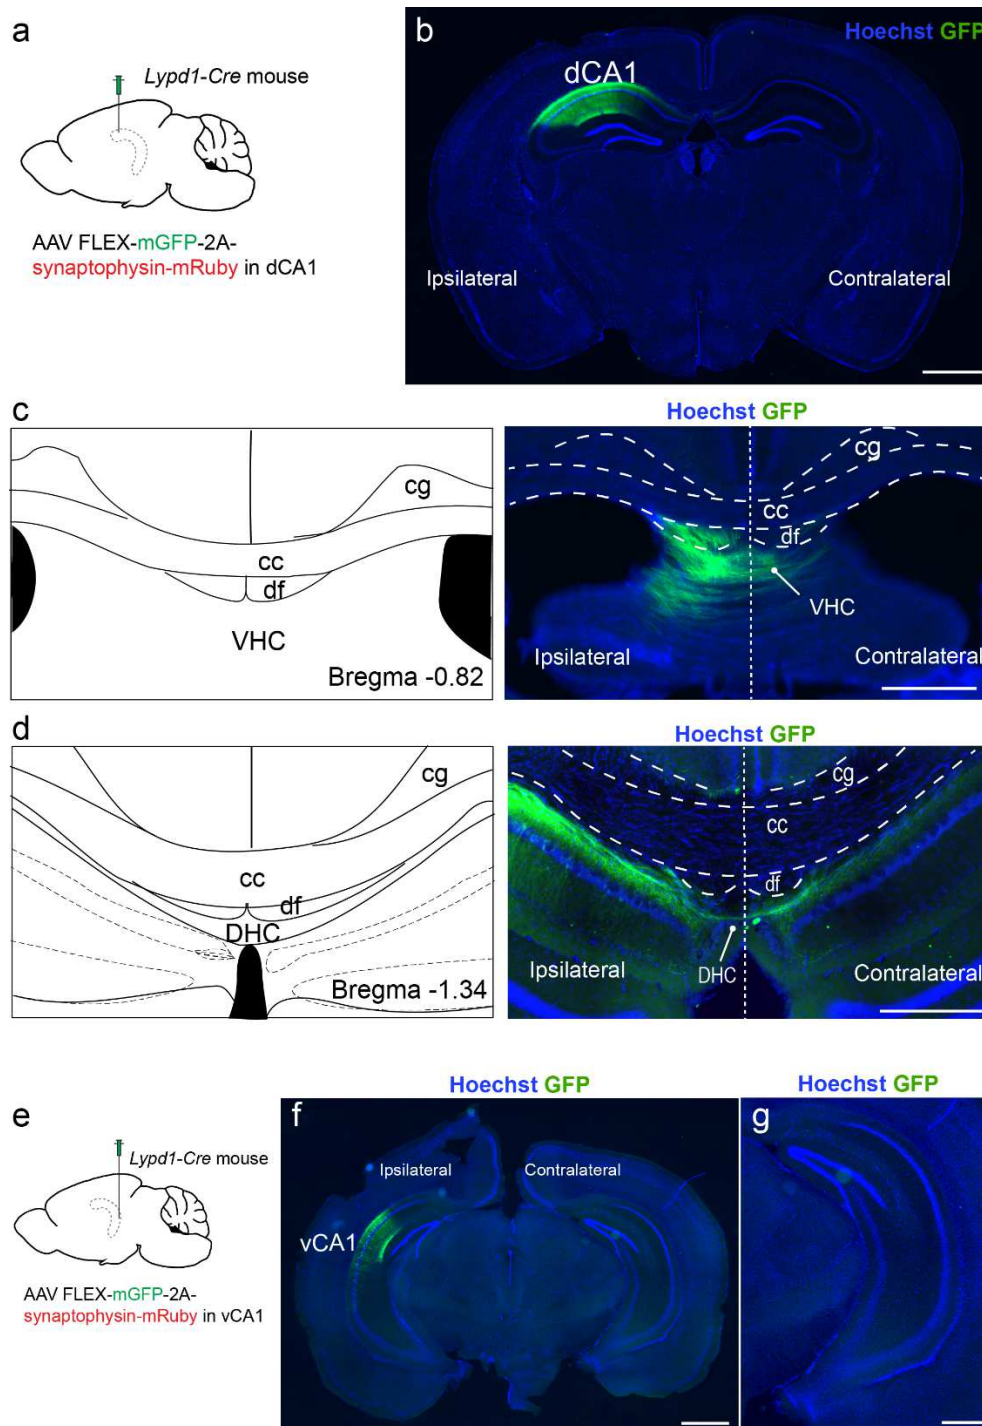 a
Lypd1-Cre mouse
AAV FLEX-mGFP-2A-
synaptophysin-mRuby in dCA1
b
Hoechst GFP
dCA1
Ipsilateral
Contralateral
c
cg
cc
df
VHC
Bregma -0.82
Hoechst GFP
cg
cc
df
VHC
Ipsilateral
Contralateral
d
cg
cc
df
DHC
Bregma -1.34
Hoechst GFP
cg
cc
df
DHC
Ipsilateral
Contralateral
e
Lypd1-Cre mouse
AAV FLEX-mGFP-2A-
synaptophysin-mRuby in vCA1
Hoechst GFP
f
Ipsilateral
Contralateral
vCA1
Hoechst GFP
g